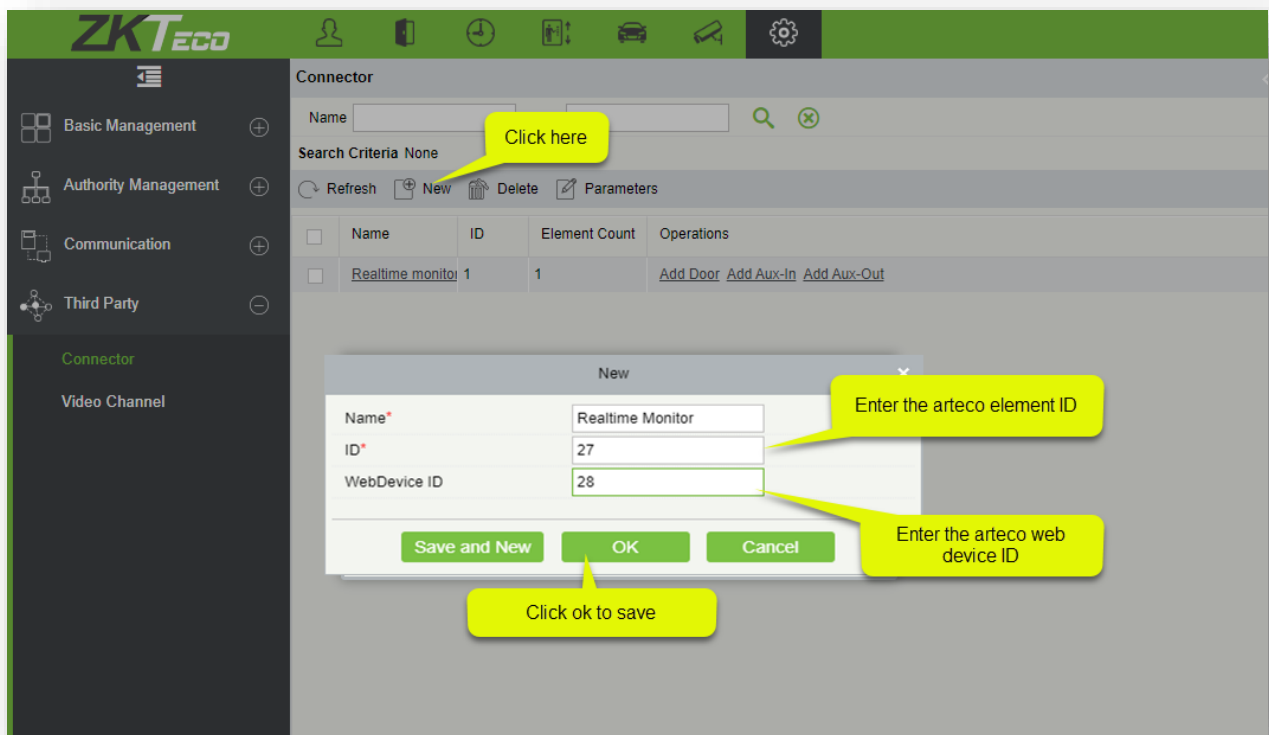 ZKTECO
Connector
Basic Management
Name
Click here
Search Criteria None
Authority Management
Refresh New Delete Parameters
Name ID Element Count Operations
Communication
Realtime monitor 1 1 Add Door Add Aux-In Add Aux-Out
Third Party
Connector
Video Channel
New
Name* Realtime Monitor
Enter the arteco element ID
ID* 27
WebDevice ID 28
Enter the arteco web
device ID
Save and New OK Cancel
Click ok to save